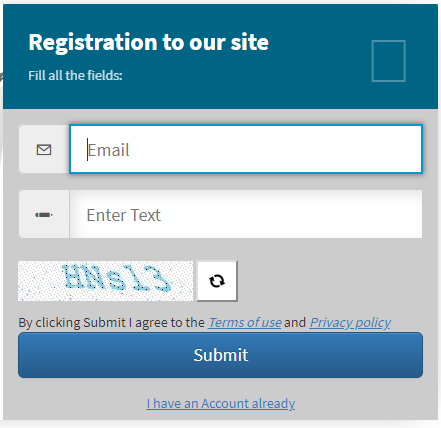 Registration to our site
Fill all the fields:
Email
Enter Text
HNsl3
By clicking Submit I agree to the Terms of use and Privacy policy
Submit
I have an Account already